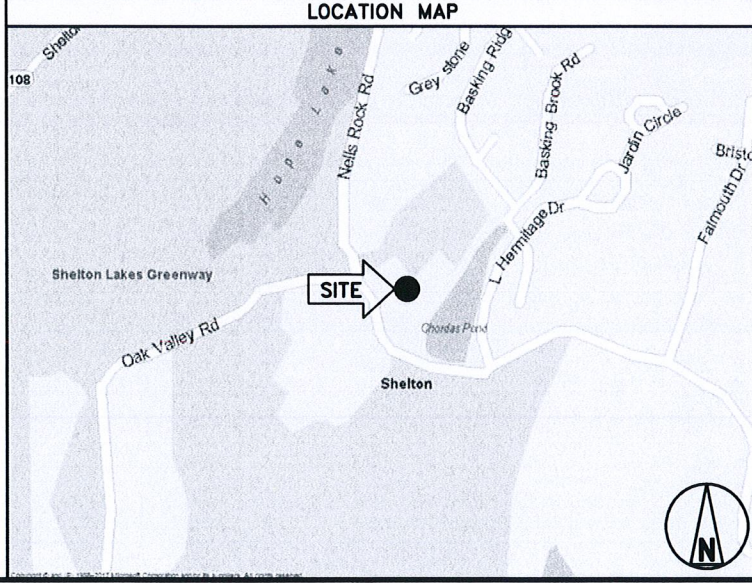 LOCATION MAP
Shelto
108
Hope Lake
Nells Rock Rd
Grey stone
Basking Ridg
Basking Brook Rd
Jardin Circle
Bristo
Falmouth Dr
L Hermitage Dr
Shelton Lakes Greenway
SITE
Oak Valley Rd
Chordas Pond
Shelton
N